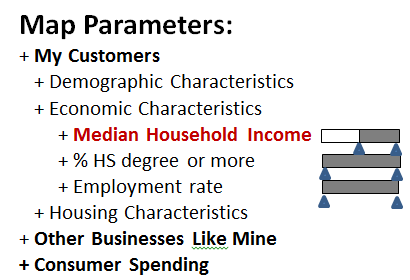 Map Parameters:
+ My Customers
+ Demographic Characteristics
+ Economic Characteristics
+ Median Household Income
+ % HS degree or more
+ Employment rate
+ Housing Characteristics
+ Other Businesses Like Mine
+ Consumer Spending